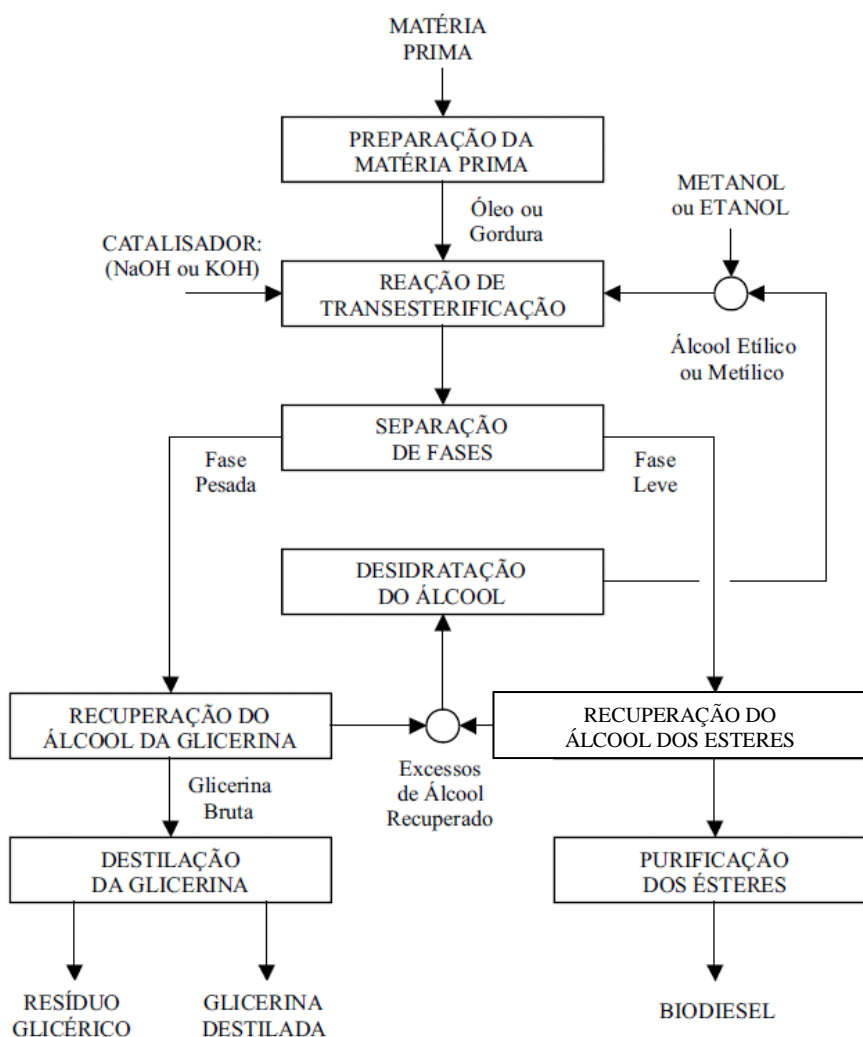 MATÉRIA
PRIMA
PREPARAÇÃO DA
MATÉRIA PRIMA
METANOL
ou ETANOL
Óleo ou
Gordura
CATALISADOR:
(NaOH ou KOH)
REAÇÃO DE
TRANSESTERIFICAÇÃO
Álcool Etílico
ou Metílico
SEPARAÇÃO
DE FASES
Fase
Pesada
Fase
Leve
DESIDRATAÇÃO
DO ÁLCOOL
RECUPERAÇÃO DO
ÁLCOOL DA GLICERINA
RECUPERAÇÃO DO
ÁLCOOL DOS ESTERES
Excessos
de Álcool
Recuperado
Glicerina
Bruta
DESTILAÇÃO
DA GLICERINA
PURIFICAÇÃO
DOS ÉSTERES
RESÍDUO
GLICÉRICO
GLICERINA
DESTILADA
BIODIESEL